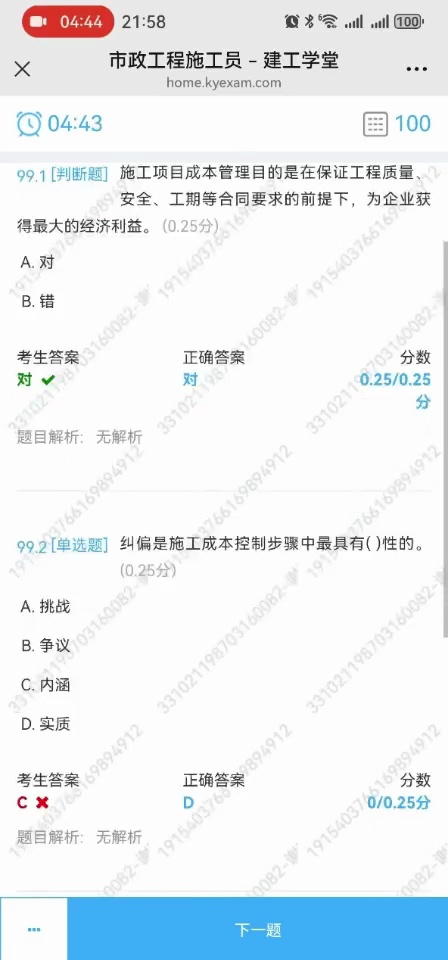 04:44 21:58 100
市政工程施工员 – 建工学堂
home.kyexam.com
04:43 100
99.1 [判断题] 施工项目成本管理目的是在保证工程质量、
安全、工期等合同要求的前提下，为企业获
得最大的经济利益。(0.25分)
A. 对
B. 错
考生答案 正确答案 分数
对 对 0.25/0.25
分
题目解析: 无解析
99.2 [单选题] 纠偏是施工成本控制步骤中最具有( )性的。
(0.25分)
A. 挑战
B. 争议
C. 内涵
D. 实质
考生答案 正确答案 分数
C D 0/0.25分
题目解析: 无解析
... 下一题